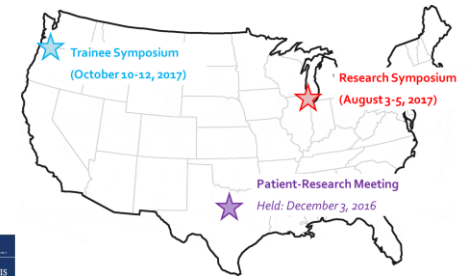 Trainee Symposium
(October 10-12, 2017)
Research Symposium
(August 3-5, 2017)
Patient-Research Meeting
Held: December 3, 2016
IS